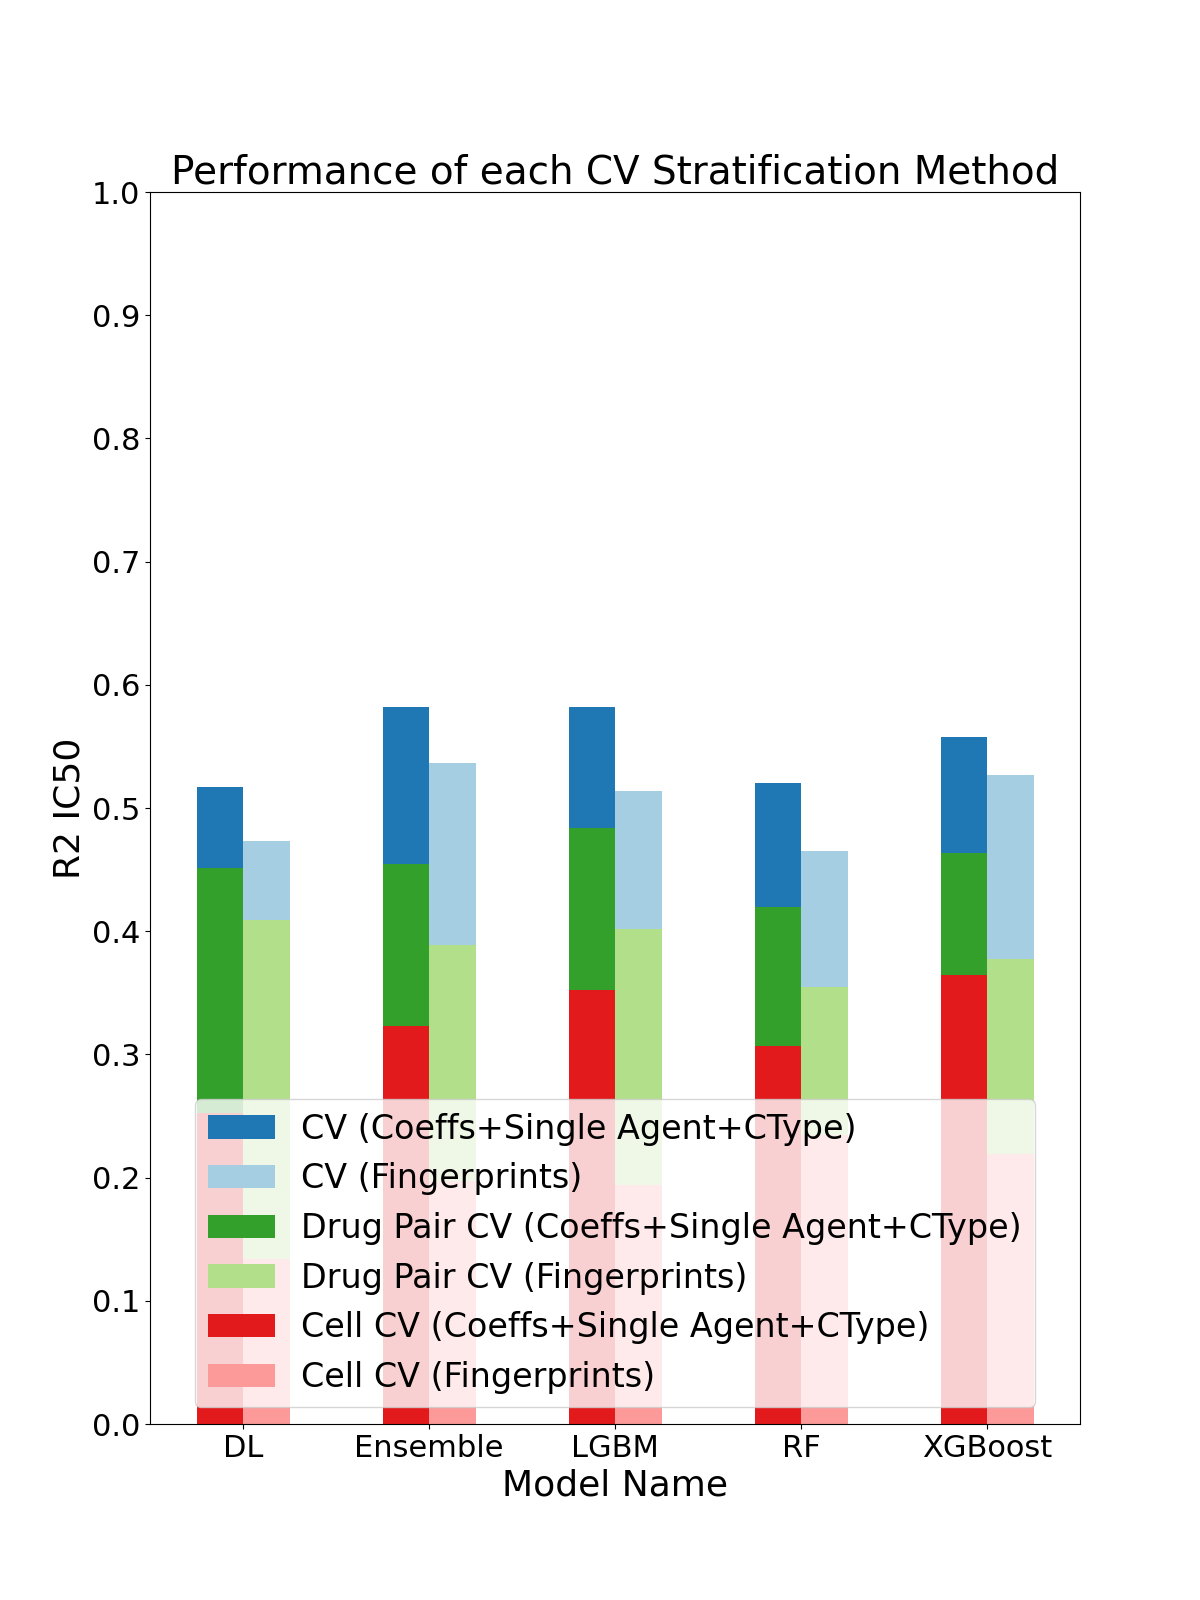 Performance of each CV Stratification Method
1.0
0.9
0.8
0.7
0.6
0.5
0.4
0.3
0.2
0.1
0.0
R2 IC50
CV (Coeffs+Single Agent+CType)
CV (Fingerprints)
Drug Pair CV (Coeffs+Single Agent+CType)
Drug Pair CV (Fingerprints)
Cell CV (Coeffs+Single Agent+CType)
Cell CV (Fingerprints)
DL Ensemble LGBM RF XGBoost
Model Name